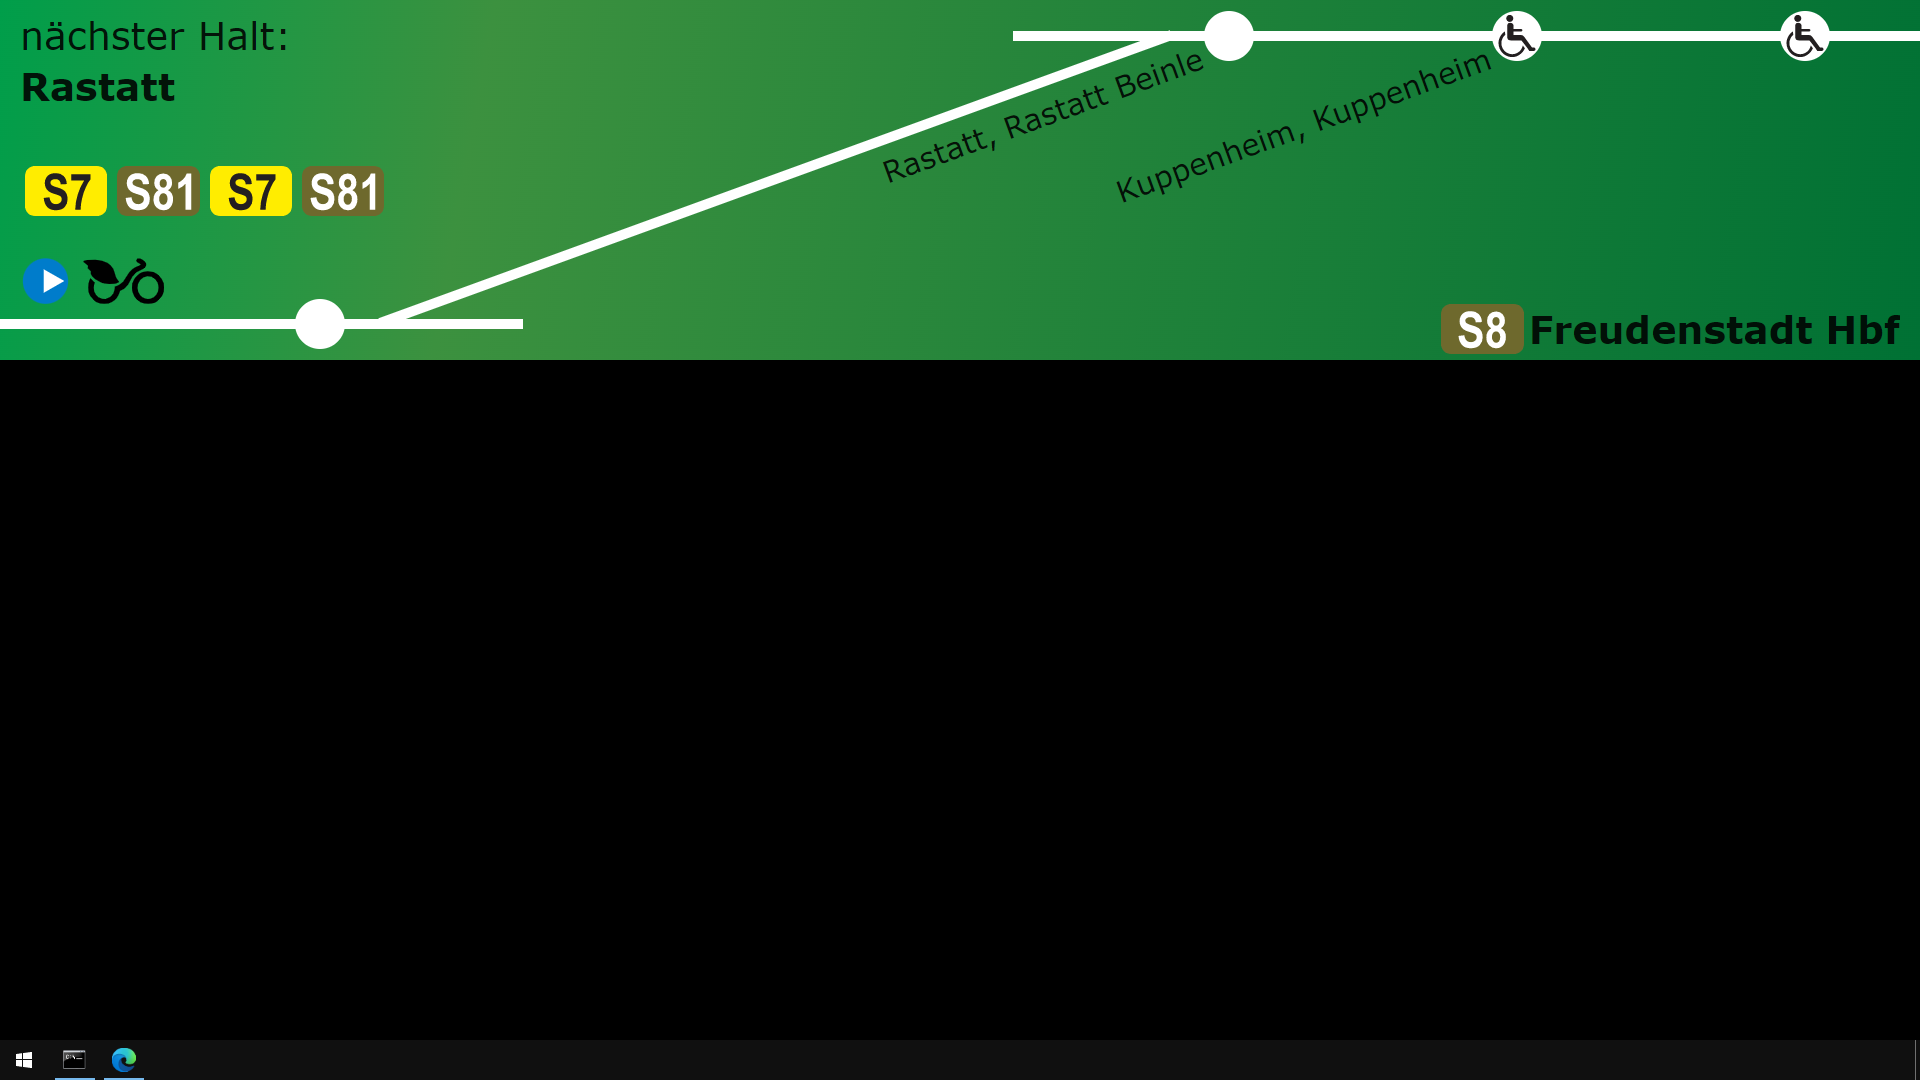 nächster Halt:
Rastatt
Rastatt, Rastatt Beinle
Kuppenheim, Kuppenheim
S7 S81 S7 S81
S8 Freudenstadt Hbf